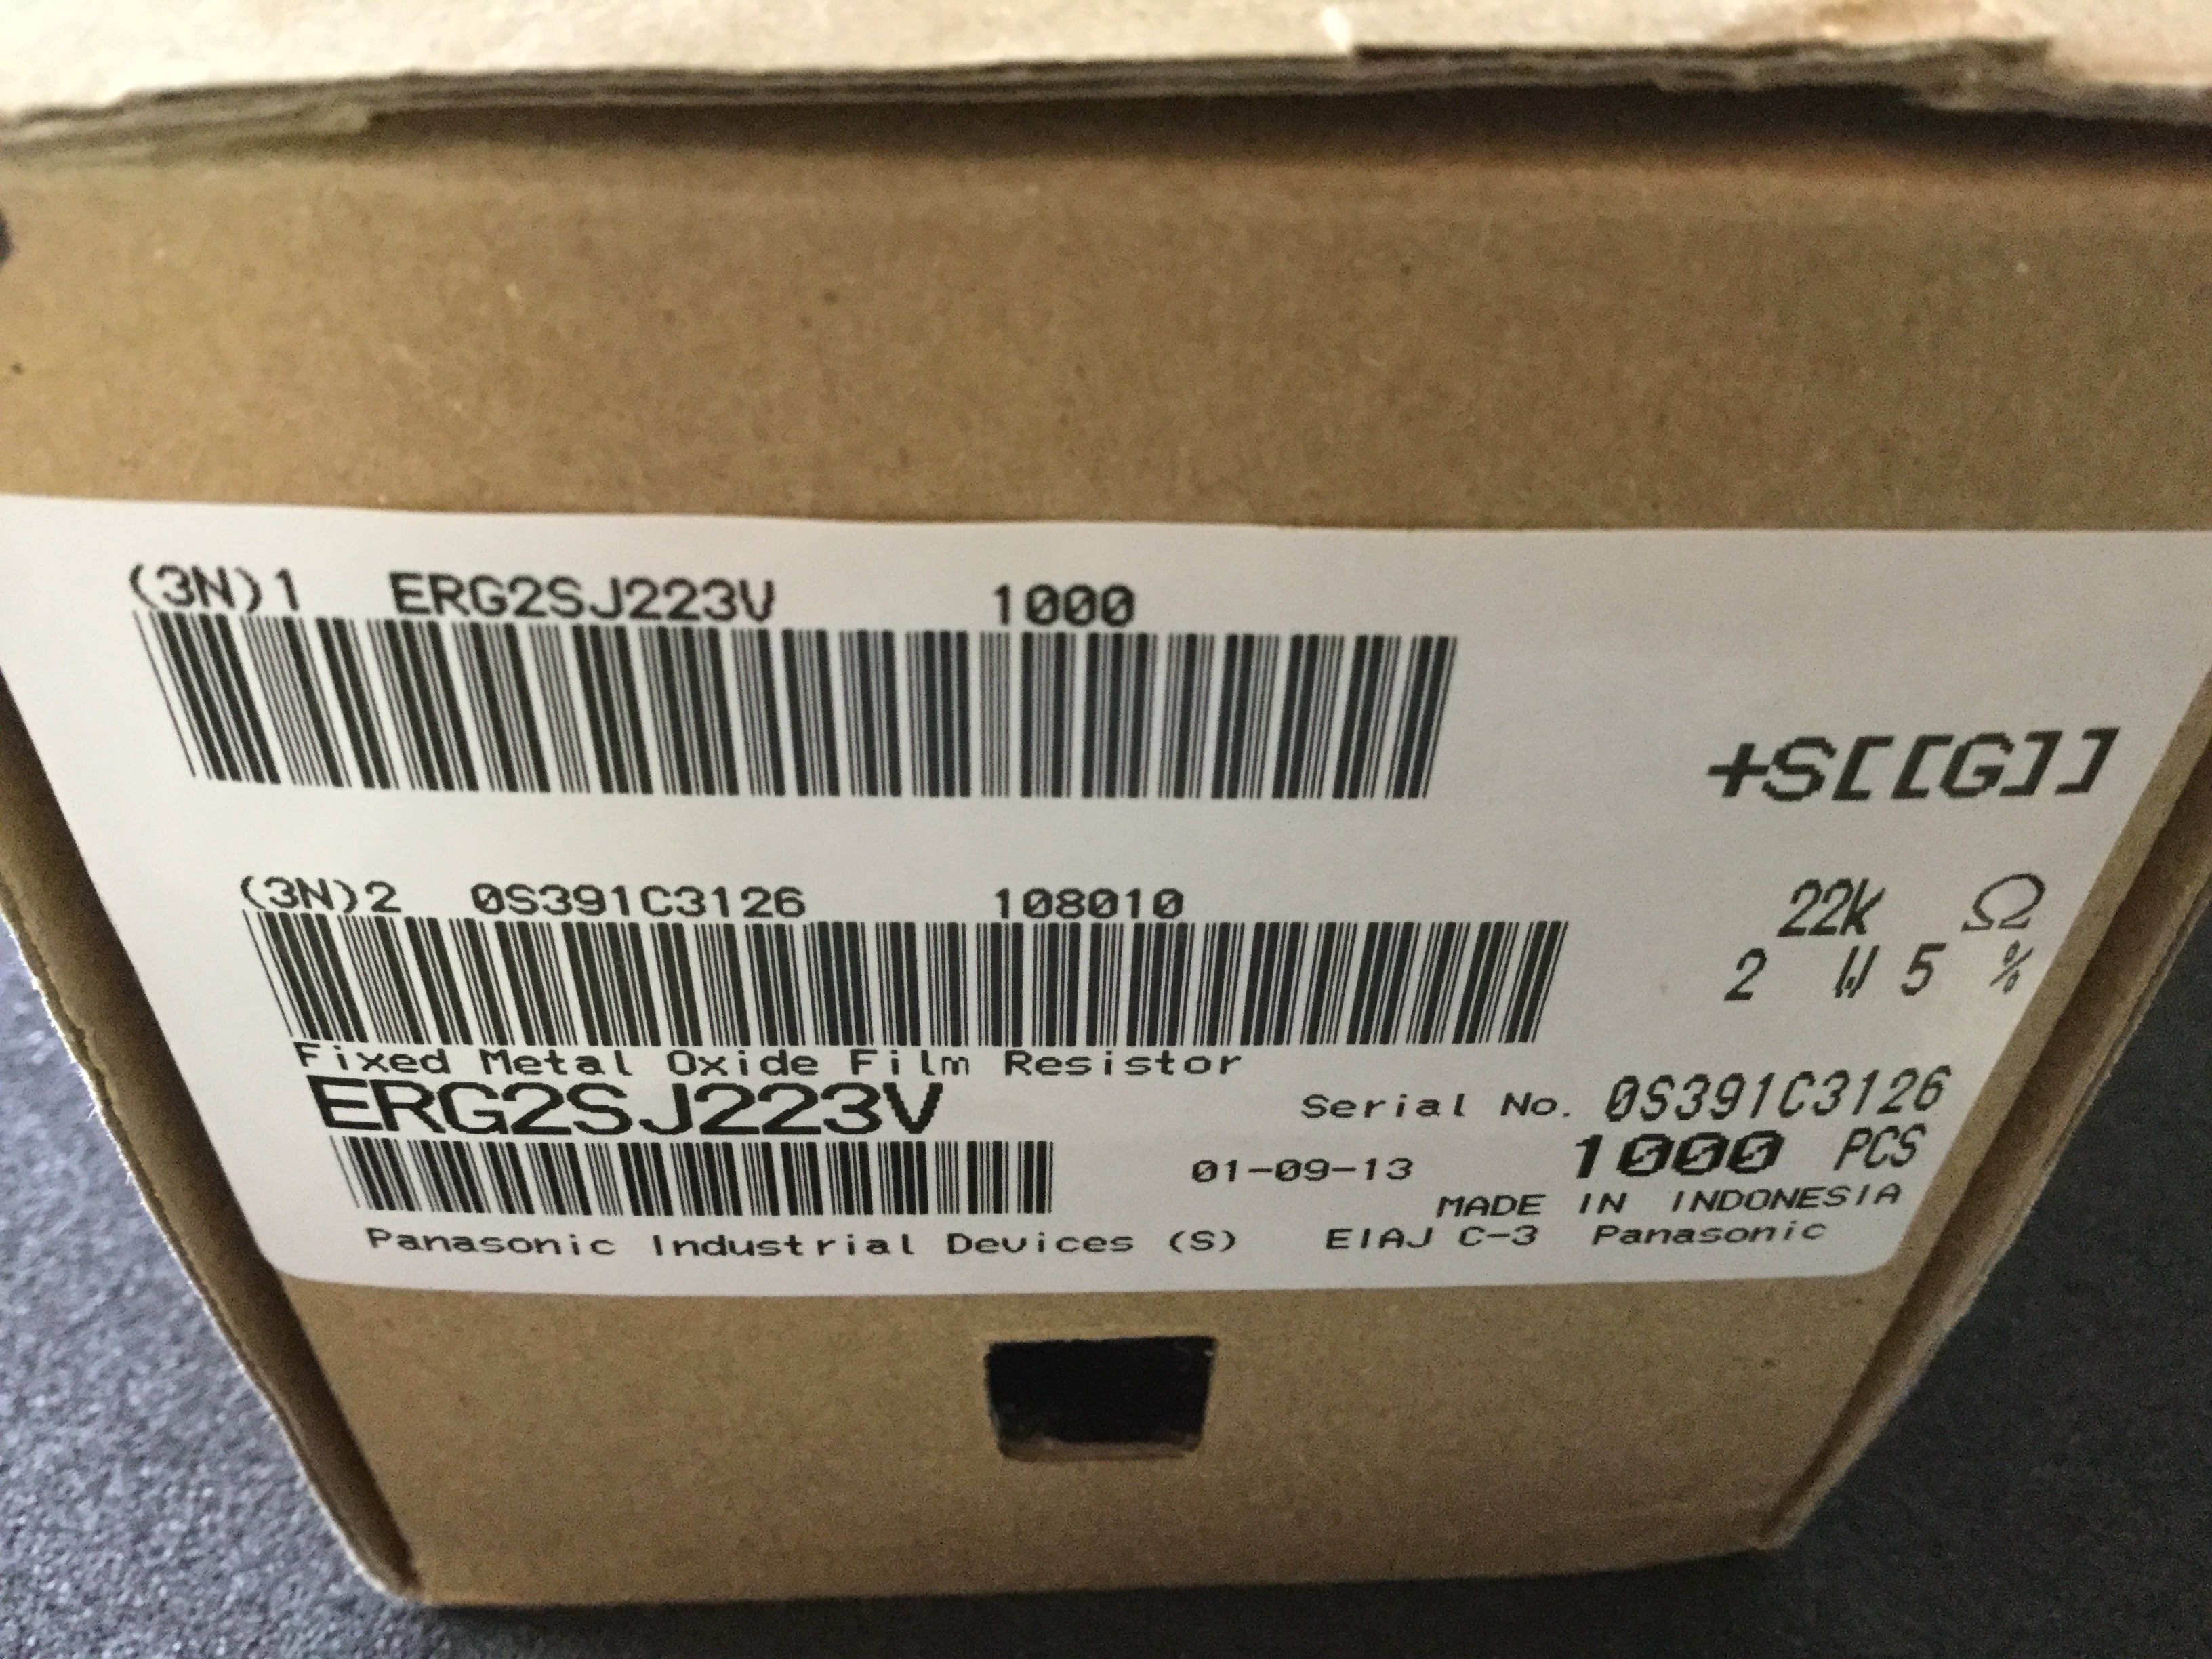 (3N)1 ERG2SJ223V 1000
+S[[G]]
(3N)2 0S391C3126 108010
22k Ω
2 W 5 %
Fixed Metal Oxide Film Resistor
ERG2SJ223V
Serial No. 0S391C3126
01-09-13 1000 PCS
MADE IN INDONESIA
Panasonic Industrial Devices (S) EIAJ C-3 Panasonic